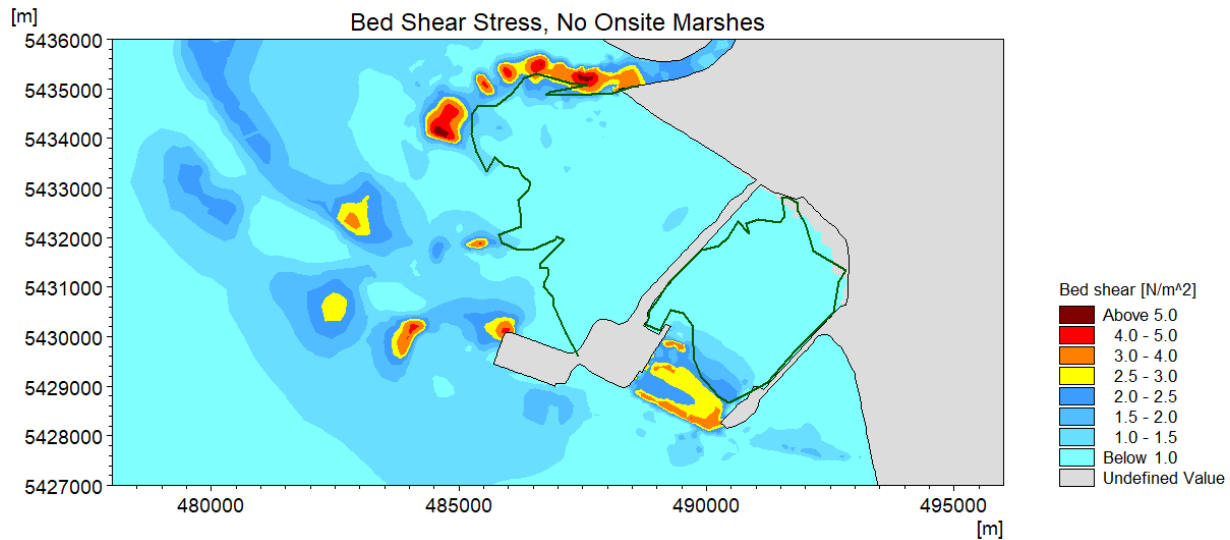 Bed Shear Stress, No Onsite Marshes
[m]
5436000
5435000
5434000
5433000
5432000
5431000
5430000
5429000
5428000
5427000
480000
485000
490000
495000
[m]
Bed shear [N/m^2]
Above 5.0
4.0 - 5.0
3.0 - 4.0
2.5 - 3.0
2.0 - 2.5
1.5 - 2.0
1.0 - 1.5
Below 1.0
Undefined Value